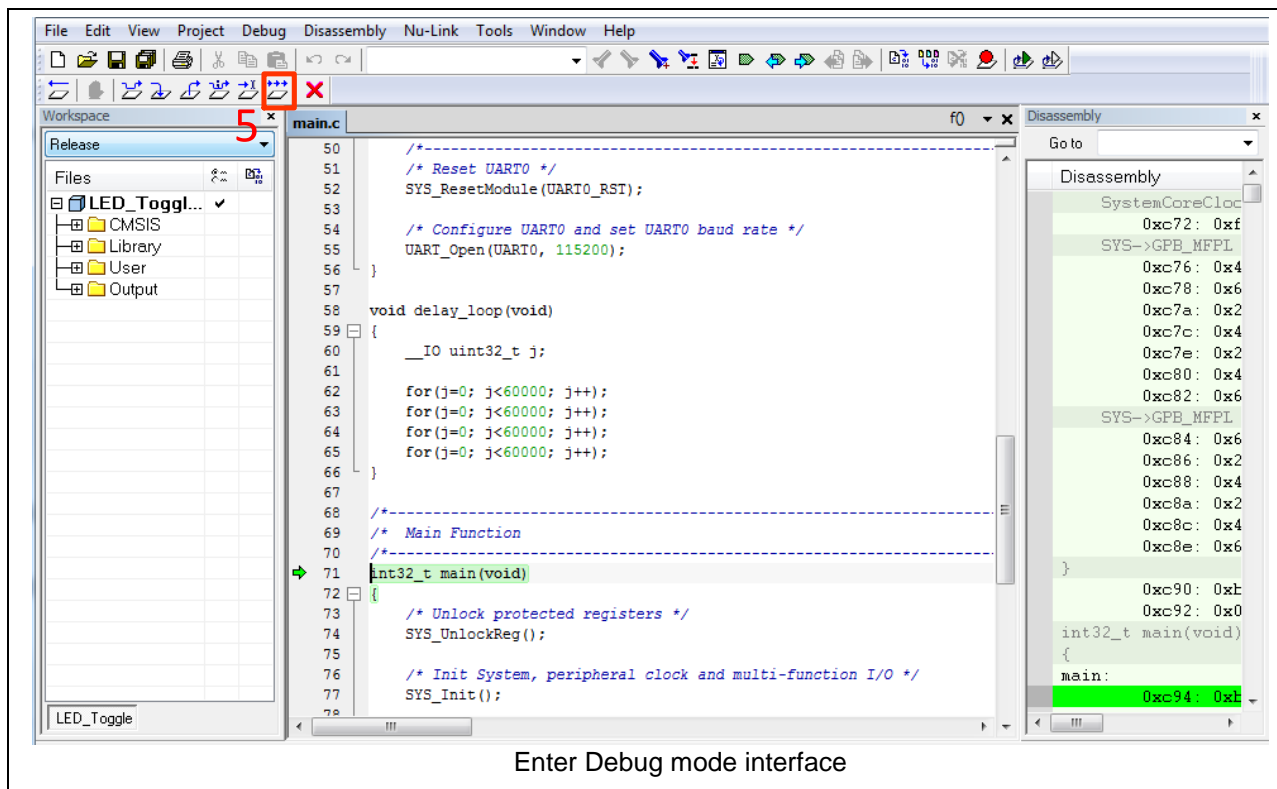 File Edit View Project Debug Disassembly Nu-Link Tools Window Help
5
Workspace
Release
Files
LED_Toggl...
CMSIS
Library
User
Output
LED_Toggle
main.c
f()
50 /*-----------------------------------------------------------------------
51 /* Reset UART0 */
52 SYS_ResetModule(UART0_RST);
53
54 /* Configure UART0 and set UART0 baud rate */
55 UART_Open(UART0, 115200);
56 }
57
58 void delay_loop(void)
59 {
60 __IO uint32_t j;
61
62 for(j=0; j<60000; j++);
63 for(j=0; j<60000; j++);
64 for(j=0; j<60000; j++);
65 for(j=0; j<60000; j++);
66 }
67
68 /*-----------------------------------------------------------------------
69 /* Main Function
70 /*-----------------------------------------------------------------------
71 int32_t main(void)
72 {
73 /* Unlock protected registers */
74 SYS_UnlockReg();
75
76 /* Init System, peripheral clock and multi-function I/O */
77 SYS_Init();
78
Disassembly
Go to
Disassembly
SystemCoreCloc
0xc72: 0xf
SYS->GPB_MFPL
0xc76: 0x4
0xc78: 0x6
0xc7a: 0x2
0xc7c: 0x4
0xc7e: 0x2
0xc80: 0x4
0xc82: 0x6
SYS->GPB_MFPL
0xc84: 0x6
0xc86: 0x2
0xc88: 0x4
0xc8a: 0x2
0xc8c: 0x4
0xc8e: 0x6
}
0xc90: 0xb
0xc92: 0x0
int32_t main(void)
{
main:
0xc94: 0xb
Enter Debug mode interface